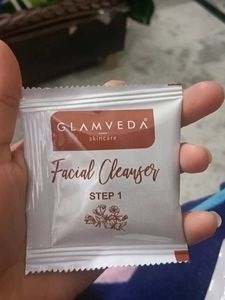 GLAMVEDA®
skincare
Facial Cleanser
STEP 1